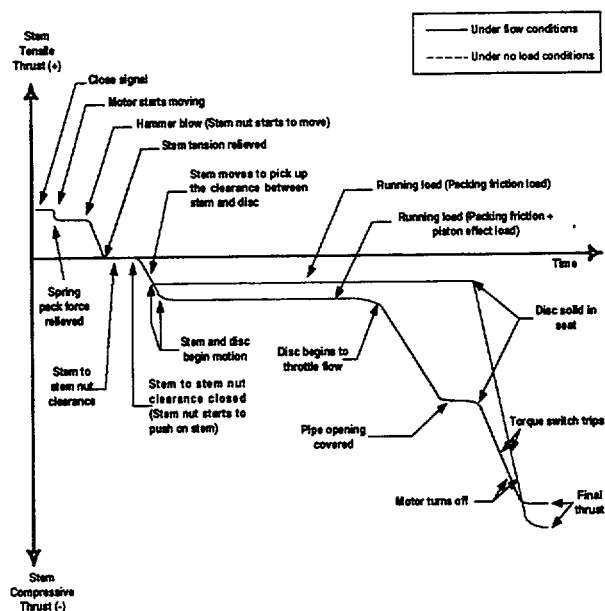 Stem
Tensile
Thrust (+)
Under flow conditions
Under no load conditions
Close signal
Motor starts moving
Hammer blow (Stem nut starts to move)
Stem tension relieved
Stem moves to pick up
the clearance between
stem and disc
Running load (Packing friction load)
Running load (Packing friction +
piston effect load)
Time
Spring
pack force
relieved
Stem and disc
begin motion
Disc begins to
throttle flow
Disc solid in
seat
Stem to
stem nut
clearance
Stem to stem nut
clearance closed
(Stem nut starts to
push on stem)
Pipe opening
covered
Torque switch trips
Motor turns off
Final
thrust
Stem
Compressive
Thrust (-)